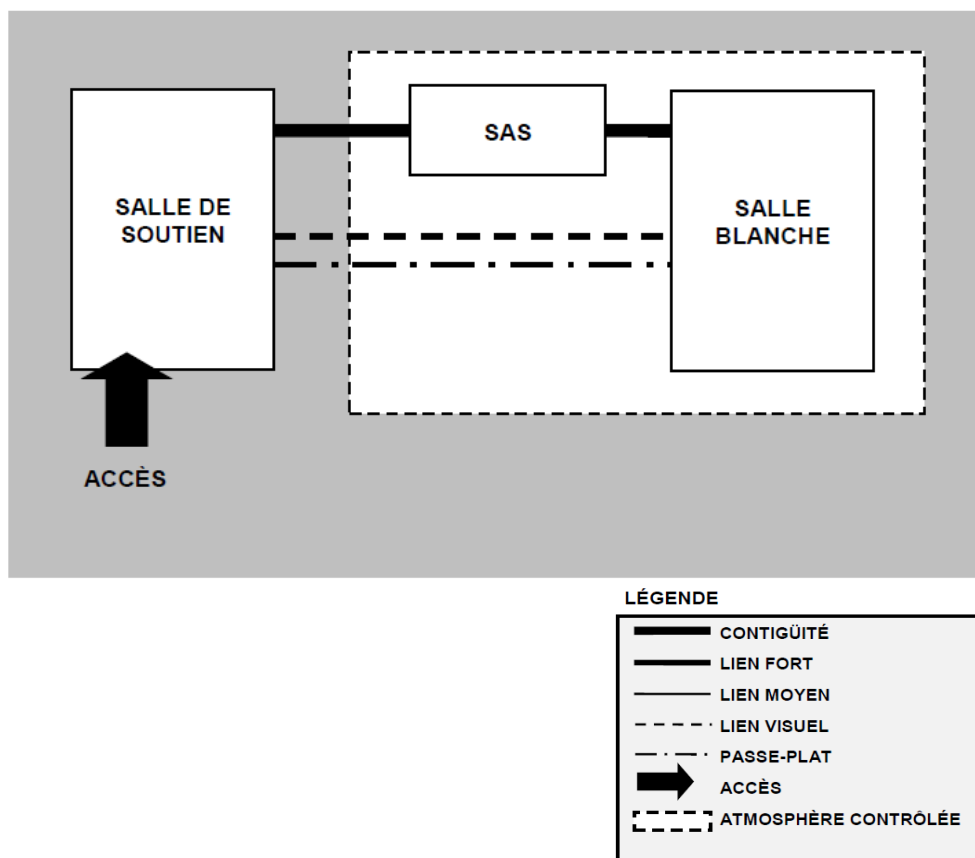 SAS
SALLE DE
SOUTIEN
SALLE
BLANCHE
ACCÈS
LÉGENDE
CONTIGÜITÉ
LIEN FORT
LIEN MOYEN
LIEN VISUEL
PASSE-PLAT
ACCÈS
ATMOSPHÈRE CONTRÔLÉE